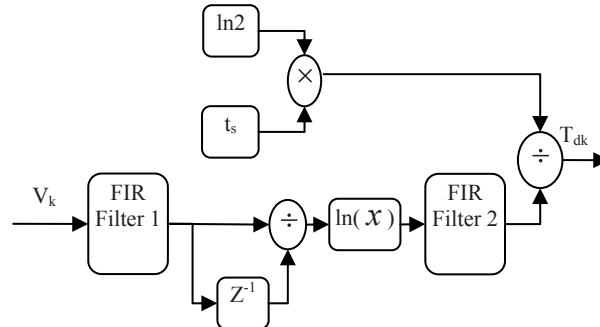 ln2
×
t_s
T_dk
÷
V_k
FIR
Filter 1
÷
ln( x )
FIR
Filter 2
Z^-1